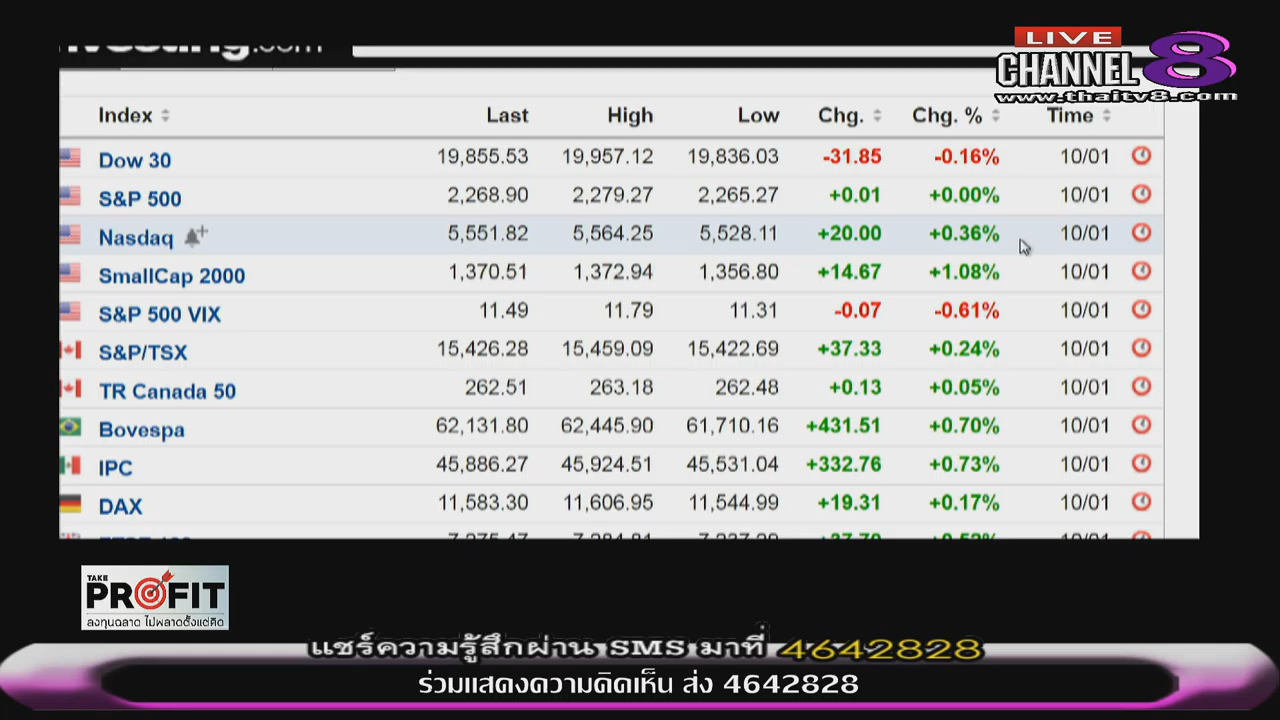 LIVE
CHANNEL 8
www.thaitv8.com
Index Last High Low Chg. Chg. % Time
Dow 30 19,855.53 19,957.12 19,836.03 -31.85 -0.16% 10/01
S&P 500 2,268.90 2,279.27 2,265.27 +0.01 +0.00% 10/01
Nasdaq 5,551.82 5,564.25 5,528.11 +20.00 +0.36% 10/01
SmallCap 2000 1,370.51 1,372.94 1,356.80 +14.67 +1.08% 10/01
S&P 500 VIX 11.49 11.79 11.31 -0.07 -0.61% 10/01
S&P/TSX 15,426.28 15,459.09 15,422.69 +37.33 +0.24% 10/01
TR Canada 50 262.51 263.18 262.48 +0.13 +0.05% 10/01
Bovespa 62,131.80 62,445.90 61,710.16 +431.51 +0.70% 10/01
IPC 45,886.27 45,924.51 45,531.04 +332.76 +0.73% 10/01
DAX 11,583.30 11,606.95 11,544.99 +19.31 +0.17% 10/01
TAKE
PROFIT
ลงทุนฉลาด ไม่พลาดตั้งแต่คิด
แชร์ความรู้สึกผ่าน SMS มาที่ 4642828
ร่วมแสดงความคิดเห็น ส่ง 4642828